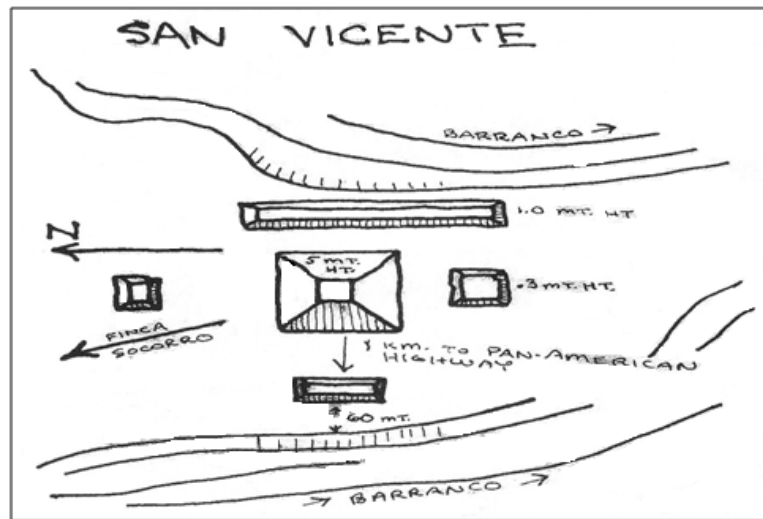 SAN VICENTE
BARRANCO →
1.0 MT. HT.
N
5 MT.
HT.
.3 MT. HT.
FINCA
SOCORRO
KM. TO PAN-AMERICAN
HIGHWAY
60 MT.
→ BARRANCO →